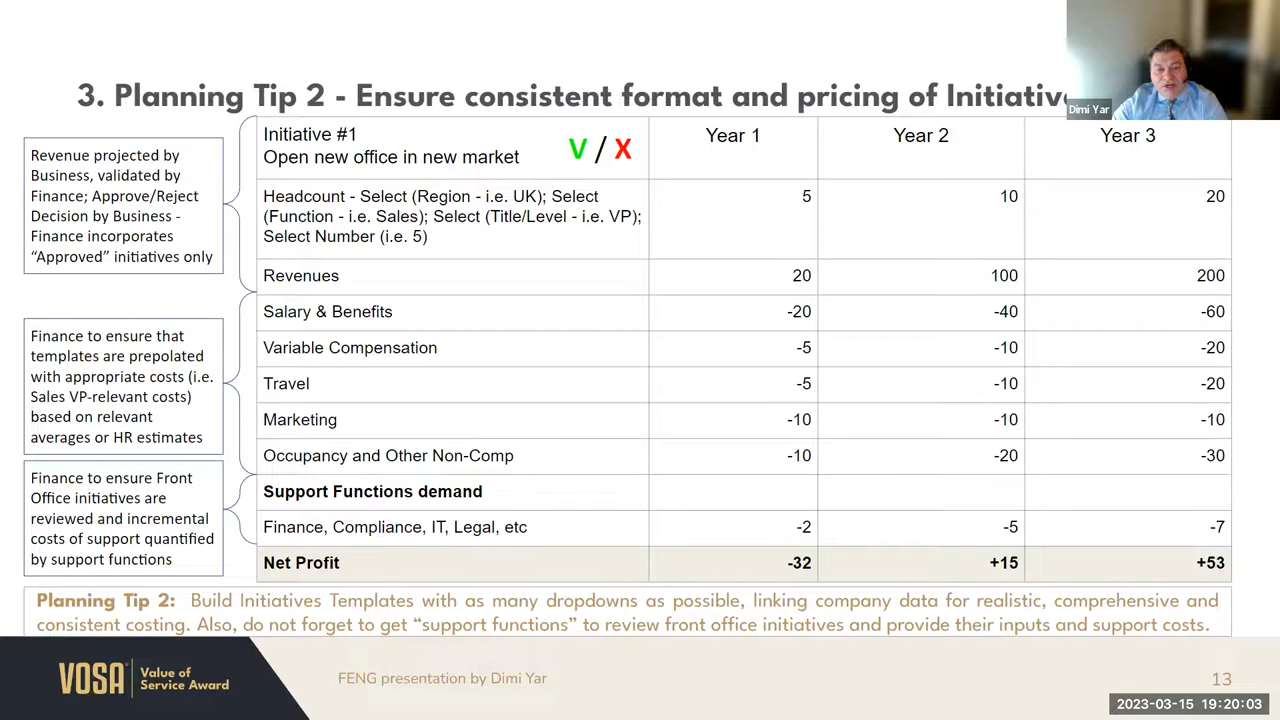 3. Planning Tip 2 - Ensure consistent format and pricing of Initiativ
Dimi Yar
Revenue projected by
Business, validated by
Finance; Approve/Reject
Decision by Business -
Finance incorporates
“Approved” initiatives only
Finance to ensure that
templates are prepolated
with appropriate costs (i.e.
Sales VP-relevant costs)
based on relevant
averages or HR estimates
Finance to ensure Front
Office initiatives are
reviewed and incremental
costs of support quantified
by support functions
Initiative #1
Open new office in new market V / X Year 1 Year 2 Year 3
Headcount - Select (Region - i.e. UK); Select
(Function - i.e. Sales); Select (Title/Level - i.e. VP);
Select Number (i.e. 5) 5 10 20
Revenues 20 100 200
Salary & Benefits -20 -40 -60
Variable Compensation -5 -10 -20
Travel -5 -10 -20
Marketing -10 -10 -10
Occupancy and Other Non-Comp -10 -20 -30
Support Functions demand
Finance, Compliance, IT, Legal, etc -2 -5 -7
Net Profit -32 +15 +53
Planning Tip 2: Build Initiatives Templates with as many dropdowns as possible, linking company data for realistic, comprehensive and
consistent costing. Also, do not forget to get “support functions” to review front office initiatives and provide their inputs and support costs.
VOSA Value of
Service Award
FENG presentation by Dimi Yar
13
2023-03-15 19:20:03